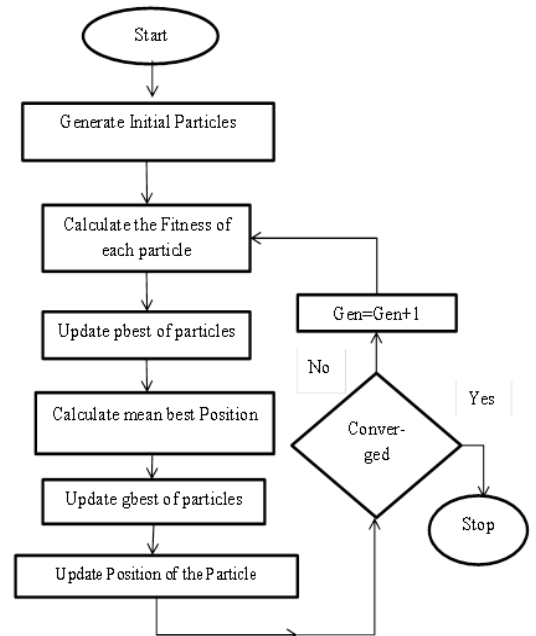 Start
Generate Initial Particles
Calculate the Fitness of
each particle
Update pbest of particles
Calculate mean best Position
Update gbest of particles
Update Position of the Particle
Conver-
ged
No
Gen=Gen+1
Yes
Stop